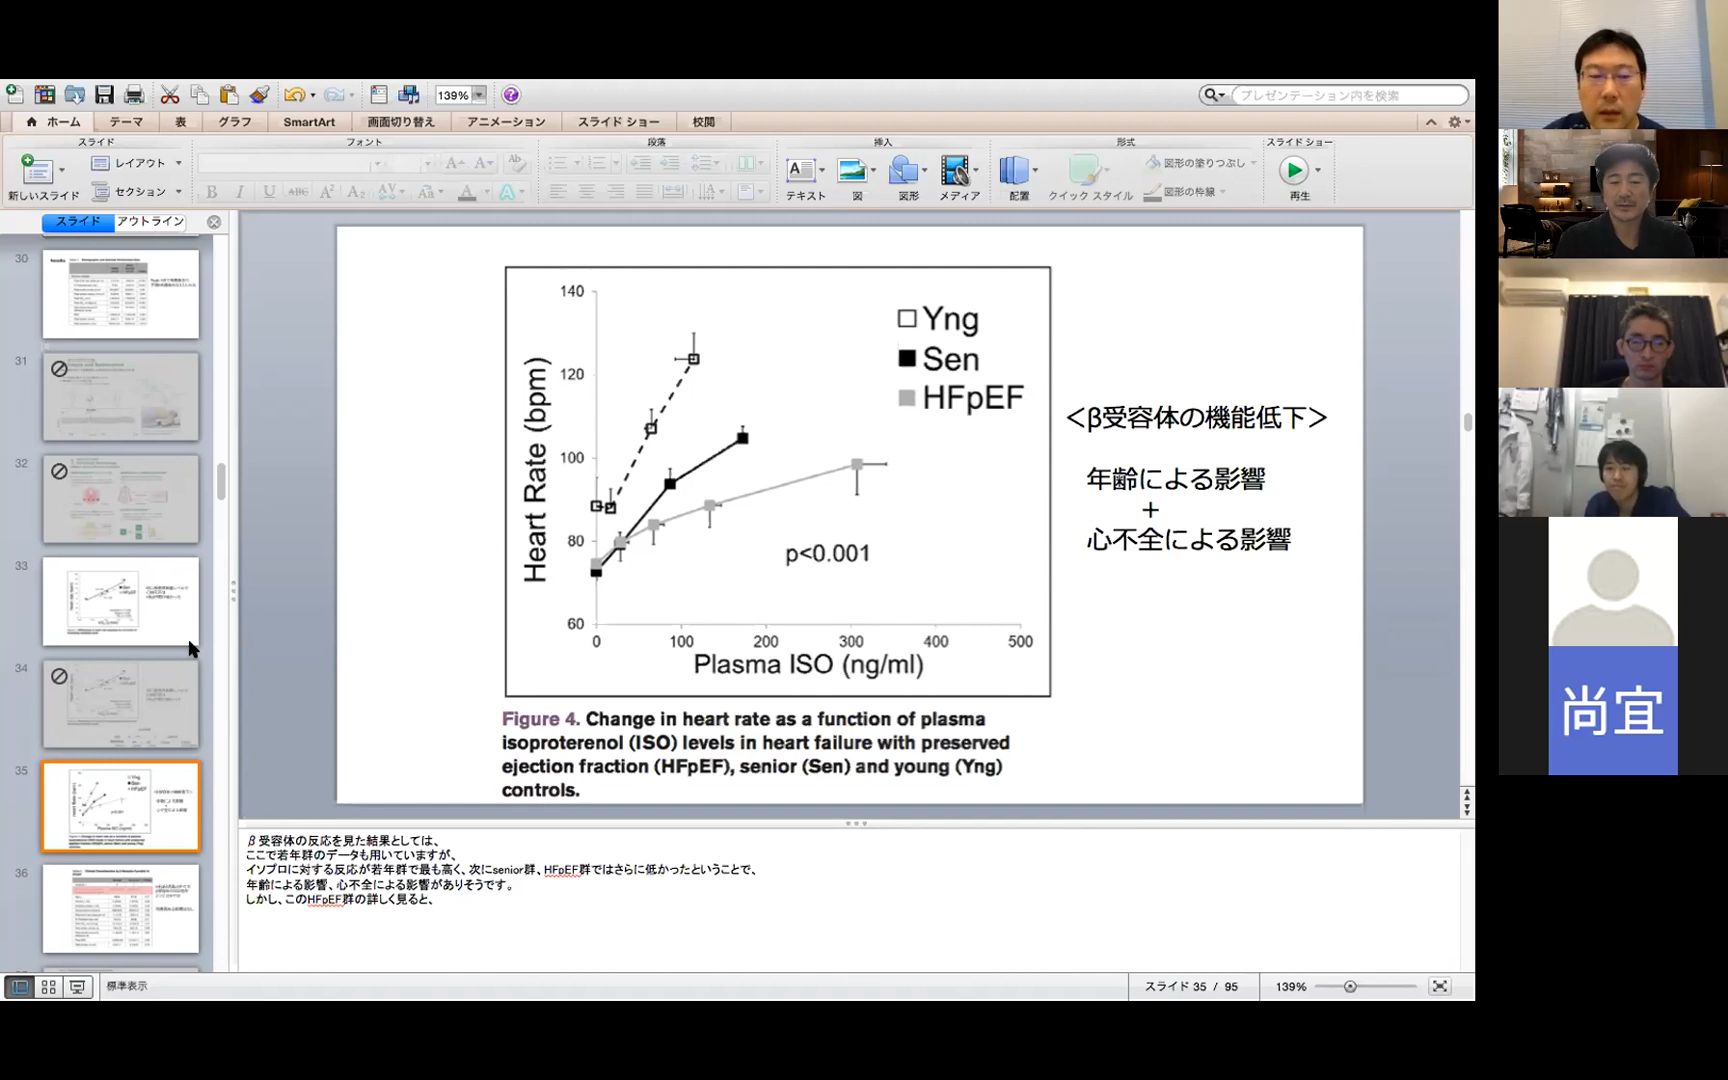 139%
プレゼンテーション内を検索
ホーム
テーマ
表
グラフ
SmartArt
画面切り替え
アニメーション
スライド ショー
校閲
スライド
フォント
段落
挿入
形式
スライド ショー
新しいスライド
レイアウト
セクション
テキスト
図
図形
メディア
配置
クイック スタイル
図形の塗りつぶし
図形の枠線
再生
スライド
アウトライン
30
31
32
33
34
35
36
140
120
100
80
60
0
100
200
300
400
500
Heart Rate (bpm)
Plasma ISO (ng/ml)
Yng
Sen
HFpEF
p<0.001
Figure 4. Change in heart rate as a function of plasma
isoproterenol (ISO) levels in heart failure with preserved
ejection fraction (HFpEF), senior (Sen) and young (Yng)
controls.
<β受容体の機能低下>
年齢による影響
+
心不全による影響
β受容体の反応を見た結果としては、
ここで若年群のデータも用いていますが、
イソプロに対する反応が若年群で最も高く、次にsenior群、HFpEF群ではさらに低かったということで、
年齢による影響、心不全による影響がありそうです。
しかし、このHFpEF群の詳しく見ると、
標準表示
スライド 35 / 95
139%
尚宜